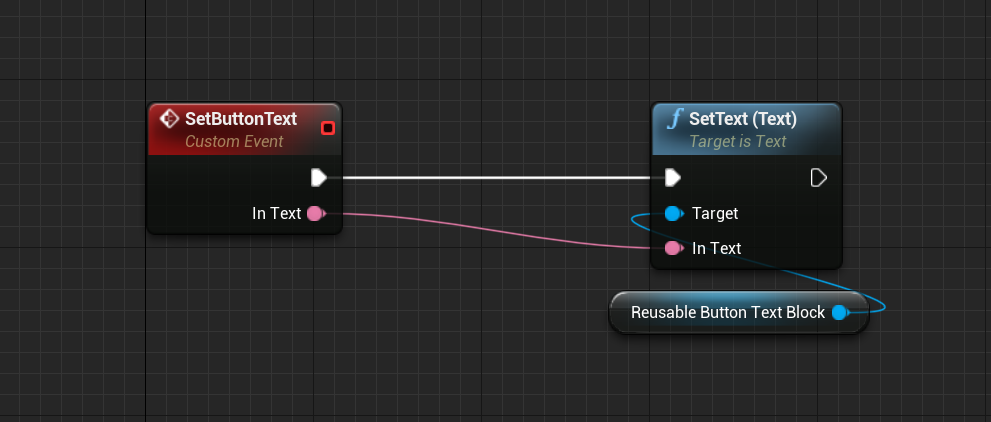 SetButtonText
Custom Event
In Text
SetText (Text)
Target is Text
Target
In Text
Reusable Button Text Block